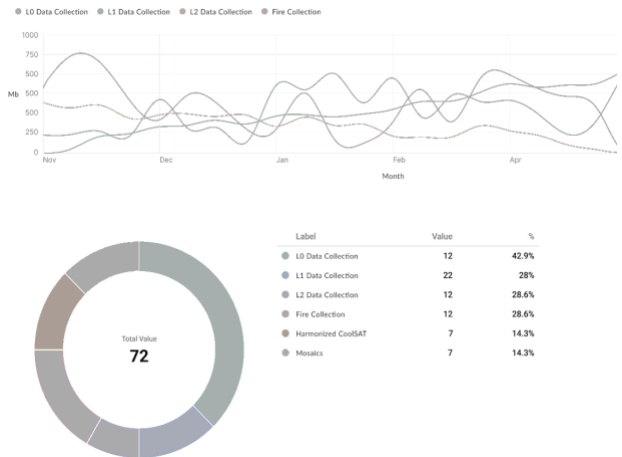 L0 Data Collection L1 Data Collection L2 Data Collection Fire Collection
1000
750
500
Mb
500
250
0
Nov Dec Jan Feb Apr
Month
Label Value %
L0 Data Collection 12 42.9%
L1 Data Collection 22 28%
L2 Data Collection 12 28.6%
Fire Collection 12 28.6%
Harmonized CoolSAT 7 14.3%
Mosaics 7 14.3%
Total Value
72